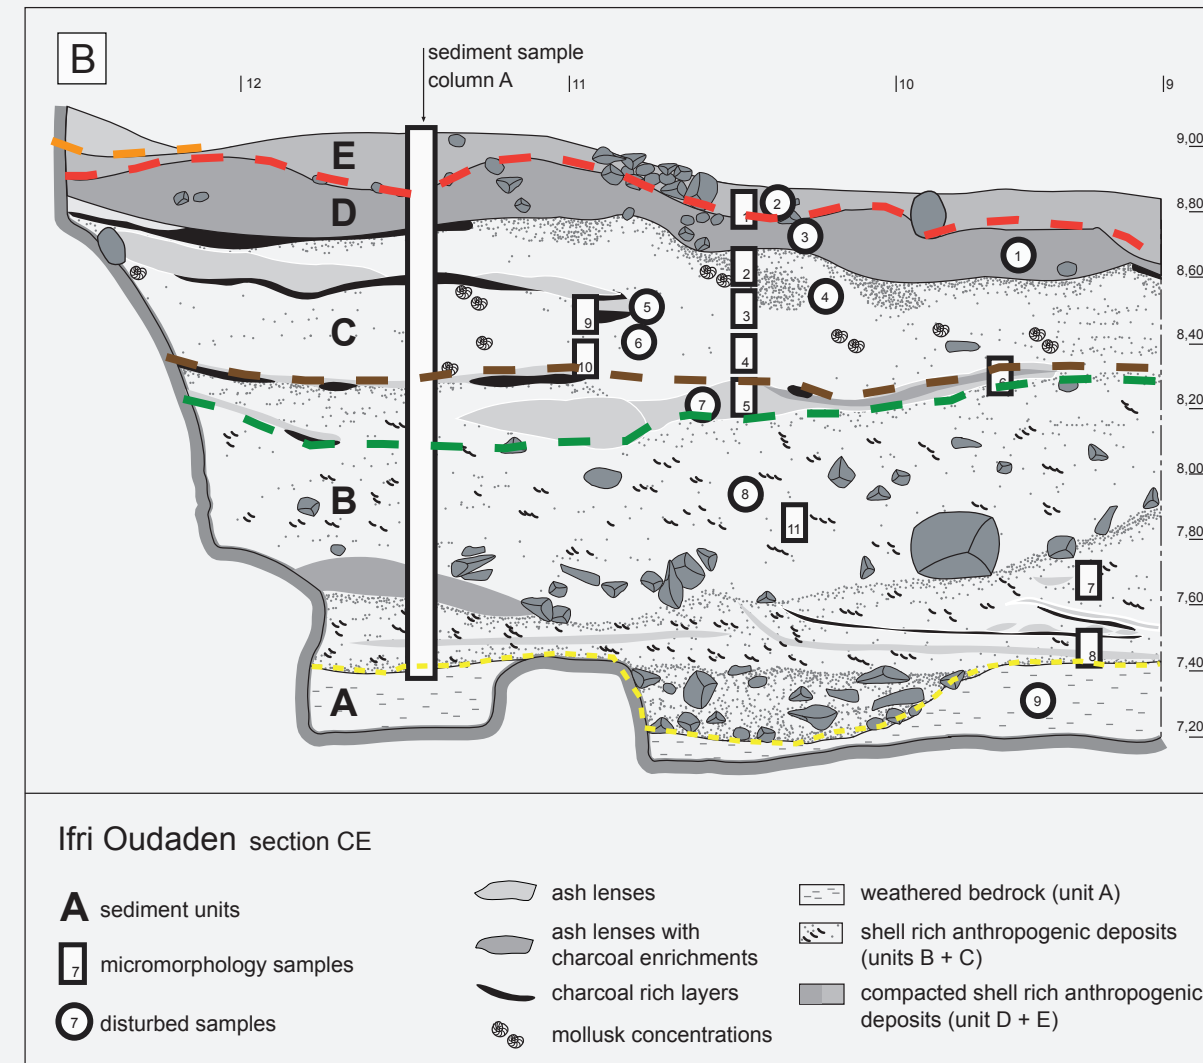 B
sediment sample
column A
12
11
10
9
9,00
8,80
8,60
8,40
8,20
8,00
7,80
7,60
7,40
7,20
E
D
C
B
A
1
2
3
4
5
6
7
8
9
10
11
1
2
3
4
5
6
7
8
9
Ifri Oudaden section CE
A sediment units
7 micromorphology samples
7 disturbed samples
ash lenses
ash lenses with
charcoal enrichments
charcoal rich layers
mollusk concentrations
weathered bedrock (unit A)
shell rich anthropogenic deposits
(units B + C)
compacted shell rich anthropogenic
deposits (unit D + E)